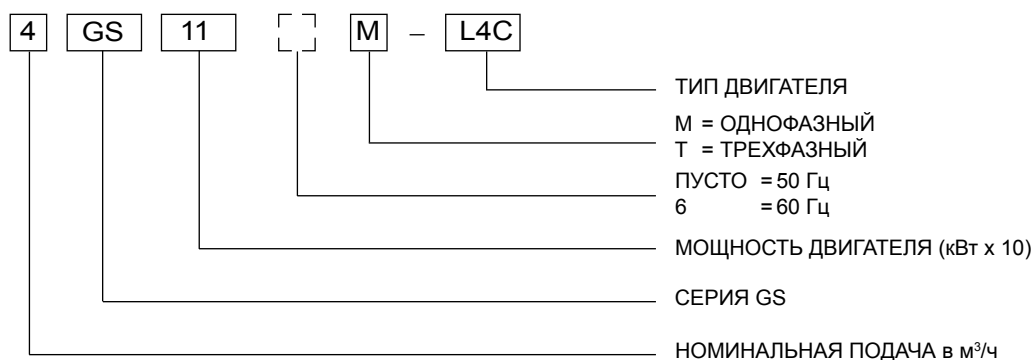 4 GS 11 M – L4C
ТИП ДВИГАТЕЛЯ
M = ОДНОФАЗНЫЙ
T = ТРЕХФАЗНЫЙ
ПУСТО = 50 Гц
6 = 60 Гц
МОЩНОСТЬ ДВИГАТЕЛЯ (кВт x 10)
СЕРИЯ GS
НОМИНАЛЬНАЯ ПОДАЧА в м³/ч